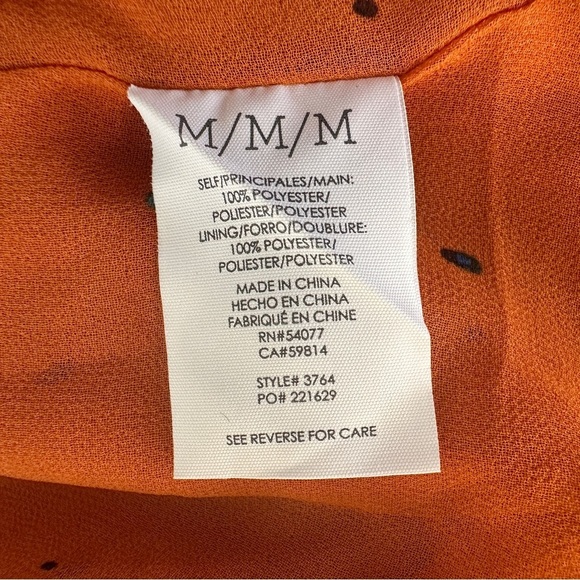 M/M/M
SELF/PRINCIPALES/MAIN:
100% POLYESTER/
POLIESTER/POLYESTER
LINING/FORRO/DOUBLURE:
100% POLYESTER/
POLIESTER/POLYESTER
MADE IN CHINA
HECHO EN CHINA
FABRIQUÉ EN CHINE
RN#54077
CA#59814
STYLE# 3764
PO# 221629
SEE REVERSE FOR CARE